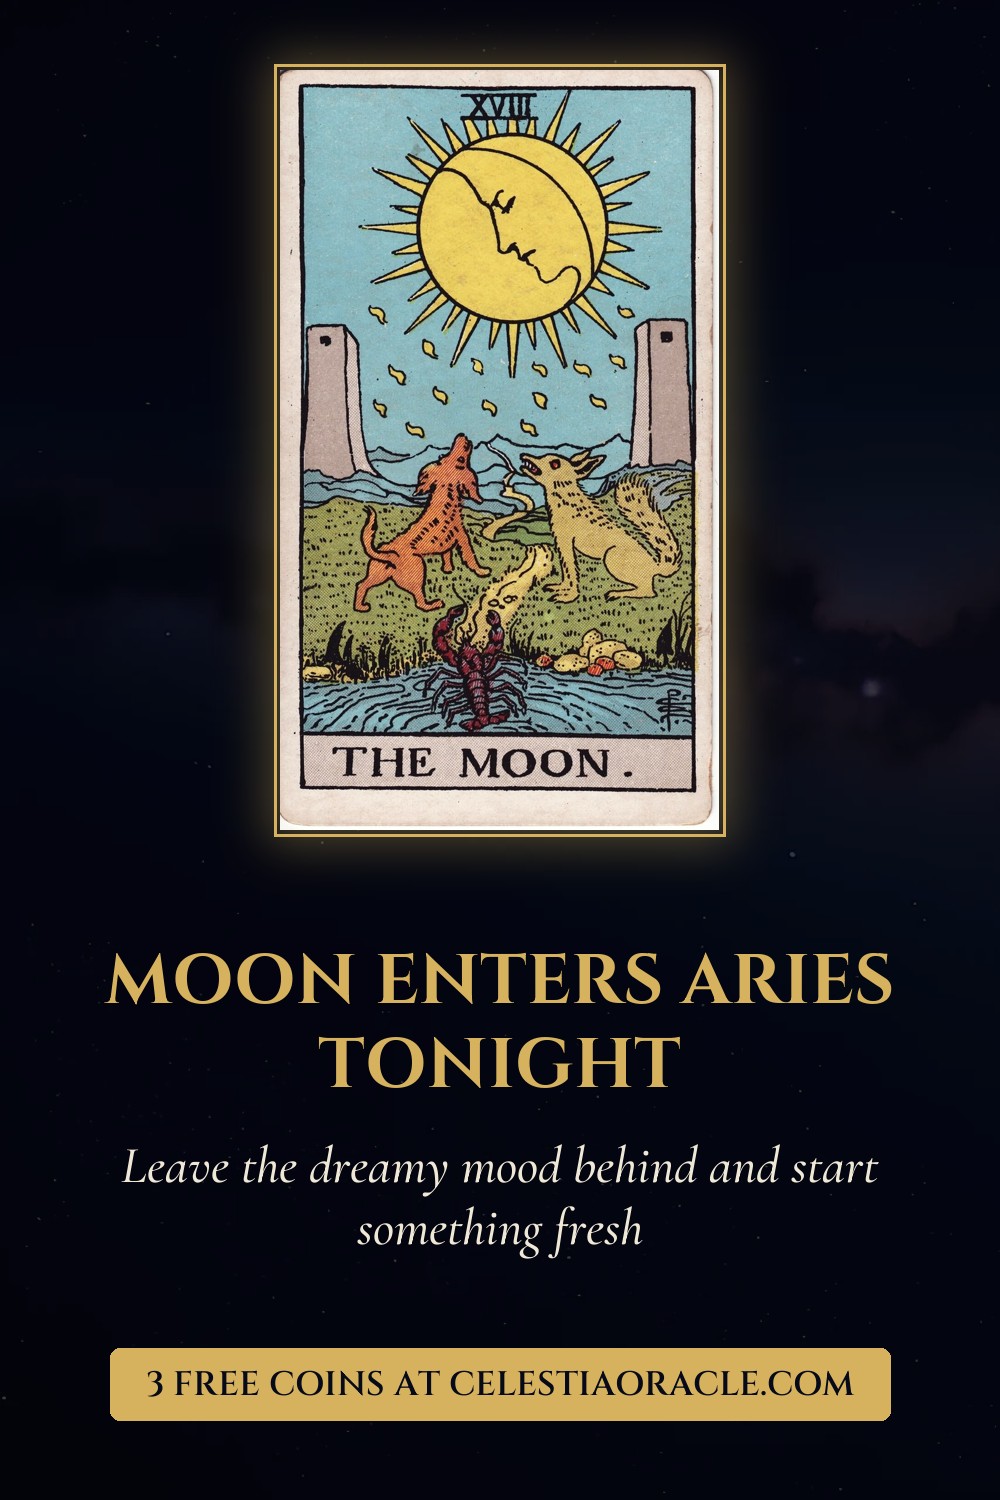 XVIII
THE MOON.
MOON ENTERS ARIES
TONIGHT
Leave the dreamy mood behind and start
something fresh
3 FREE COINS AT CELESTIAORACLE.COM